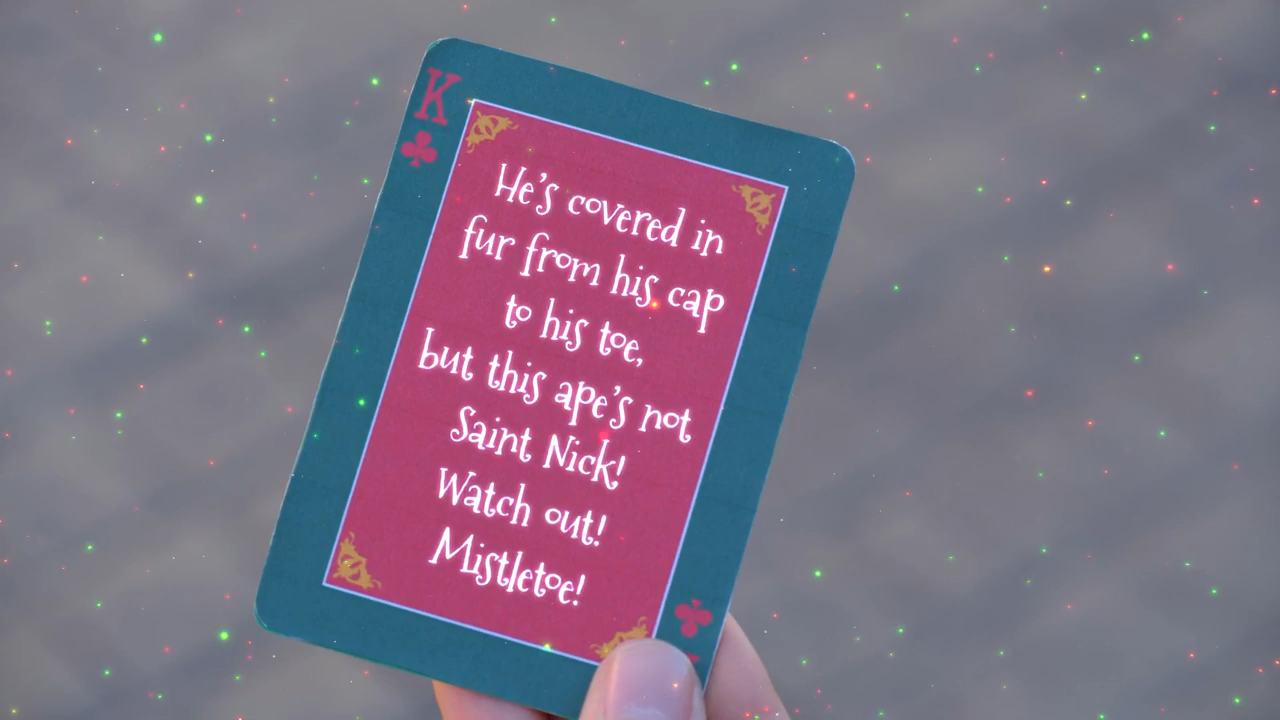 K
He's covered in
fur from his cap
to his toe,
but this ape's not
Saint Nick!
Watch out!
Mistletoe!